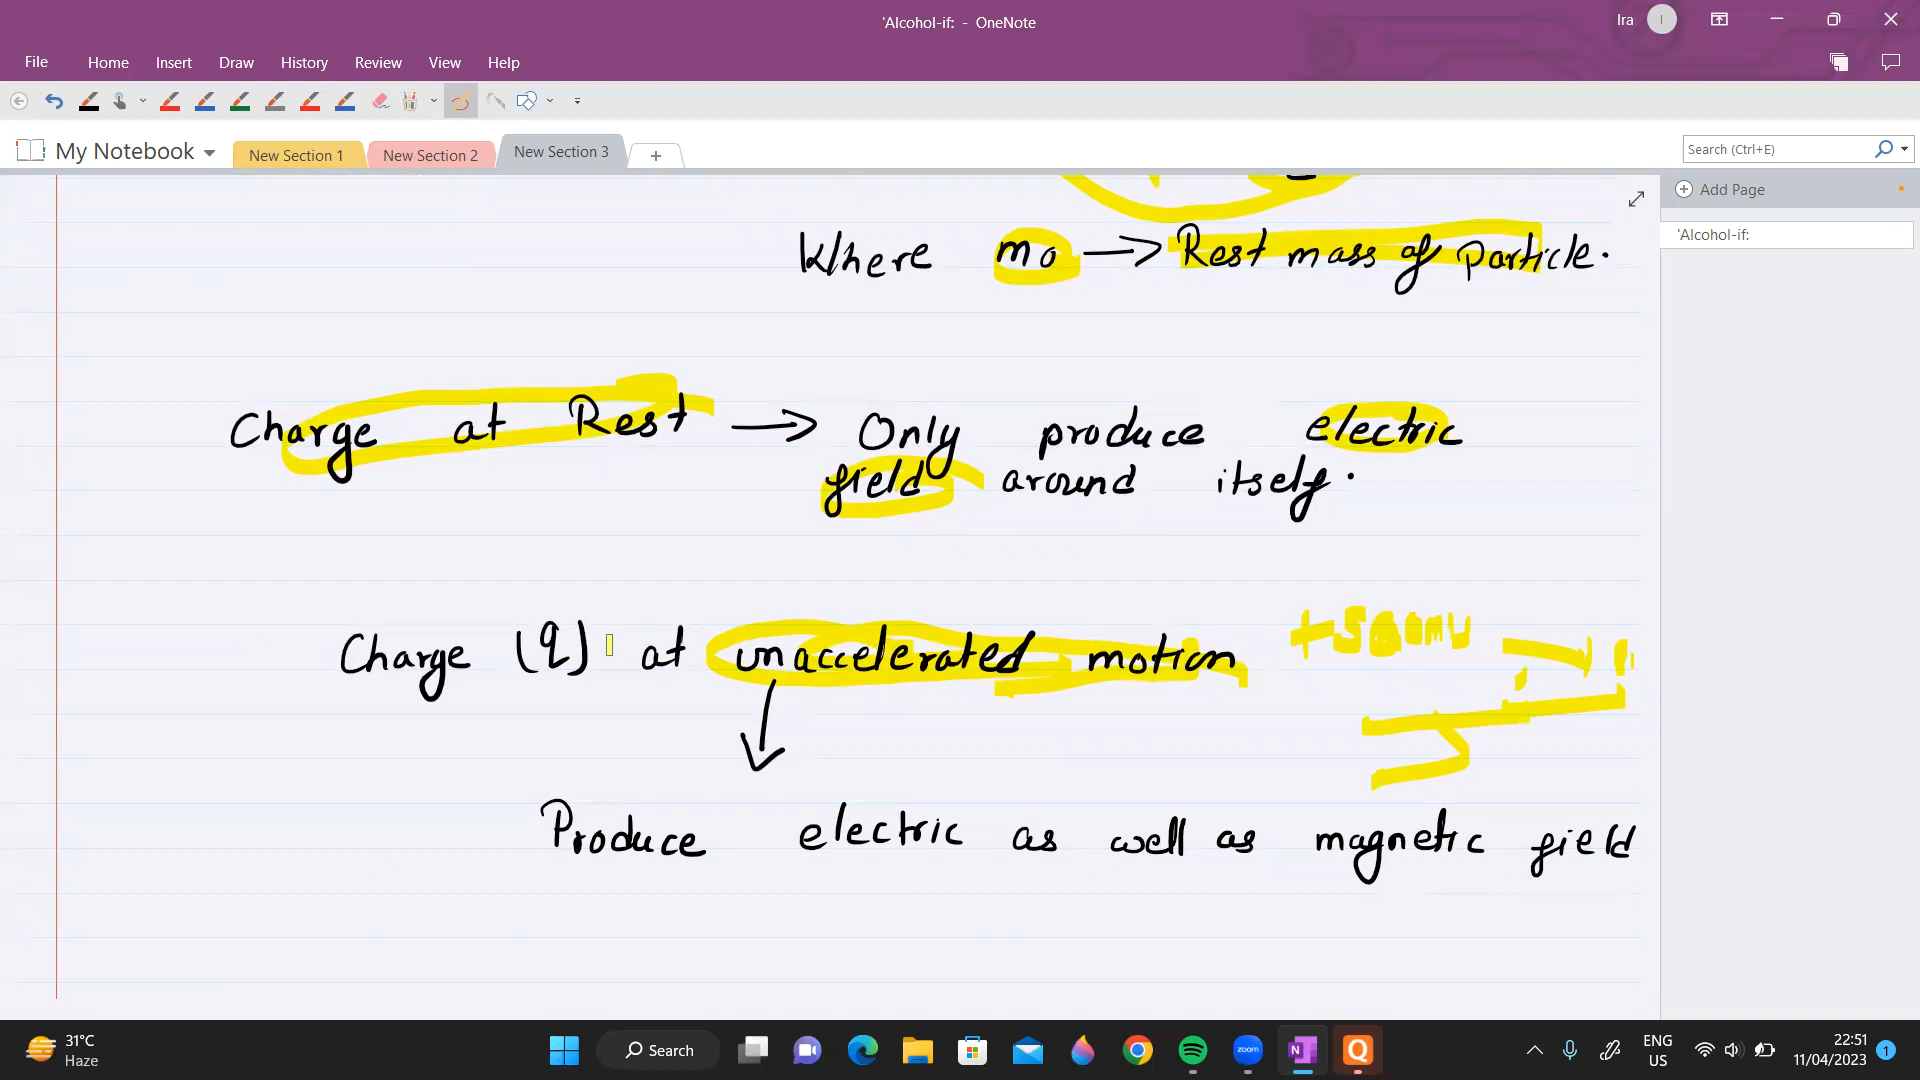 'Alcohol-if: - OneNote
Ira
I
File Home Insert Draw History Review View Help
My Notebook
New Section 1
New Section 2
New Section 3
Search (Ctrl+E)
Add Page
'Alcohol-if:
Where mo → Rest mass of particle.
Charge at Rest → Only produce electric
field around itself.
Charge (q) at unaccelerated motion
Produce electric as well as magnetic field
31°C
Haze
Search
zoom
N
Q
ENG
US
22:51
11/04/2023
1